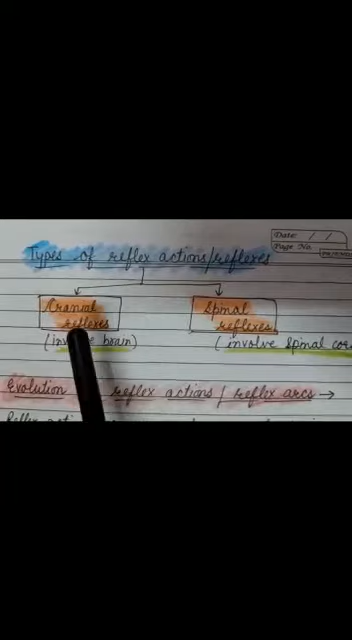 Date: / /
Page No.
Types of reflex actions/reflexes
Cranial reflexes
Spinal reflexes
(involve brain)
(involve Spinal cor
Evolution reflex actions / reflex arcs →